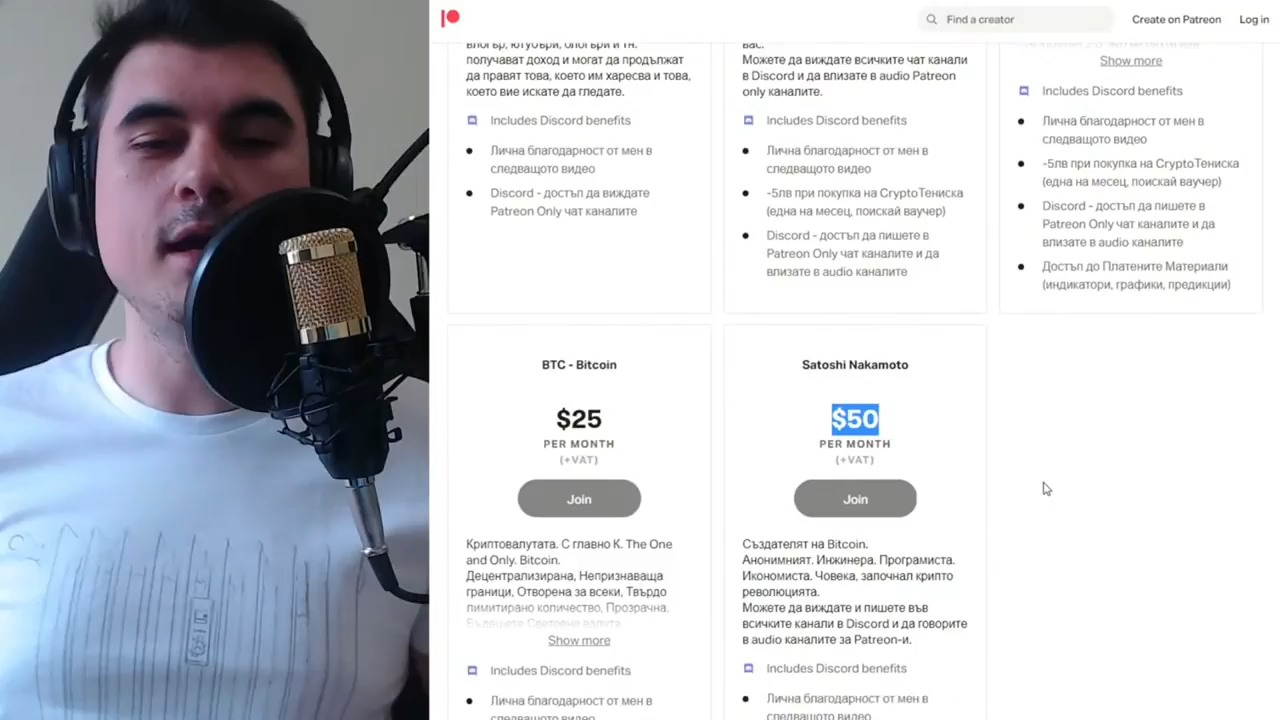 Find a creator
Create on Patreon
Log in
получават доход и могат да продължат
да правят това, което им харесва и това,
което вие искате да гледате.
Includes Discord benefits
Лична благодарност от мен в
следващото видео
Discord - достъп да виждате
Patreon Only чат каналите
вас.
Можете да виждате всичките чат канали
в Discord и да влизате в audio Patreon
only каналите.
Includes Discord benefits
Лична благодарност от мен в
следващото видео
-5лв при покупка на CryptoТениска
(една на месец, поискай ваучер)
Discord - достъп да пишете в
Patreon Only чат каналите и да
влизате в audio каналите
Show more
Includes Discord benefits
Лична благодарност от мен в
следващото видео
-5лв при покупка на CryptoТениска
(една на месец, поискай ваучер)
Discord - достъп да пишете в
Patreon Only чат каналите и да
влизате в audio каналите
Достъп до Платените Материали
(индикатори, графики, предикции)
BTC - Bitcoin
$25
PER MONTH
(+VAT)
Join
Криптовалутата. С главно К. The One
and Only. Bitcoin.
Децентрализирана, Непризнаваща
граници, Отворена за всеки, Твърдо
лимитирано количество, Прозрачна.
Бъдещата Световна валута.
Show more
Includes Discord benefits
Лична благодарност от мен в
следващото видео
Satoshi Nakamoto
$50
PER MONTH
(+VAT)
Join
Създателят на Bitcoin.
Анонимният. Инженера. Програмиста.
Икономиста. Човека, започнал крипто
революцията.
Можете да виждате и пишете във
всичките канали в Discord и да говорите
в audio каналите за Patreon-и.
Includes Discord benefits
Лична благодарност от мен в
следващото видео